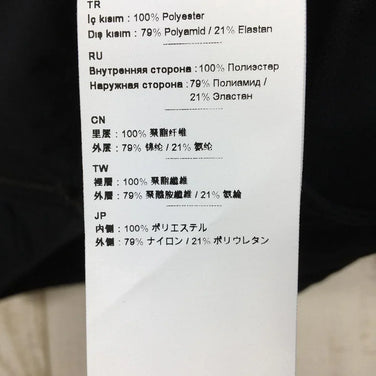 TR
İç kısım : 100% Polyester
Dış kısım : 79% Polyamid / 21% Elastan
RU
Внутренняя сторона : 100% Полиэстер
Наружная сторона : 79% Полиамид /
21% Эластан
CN
里层 : 100% 聚酯纤维
外层 : 79% 锦纶 / 21% 氨纶
TW
裡層 : 100% 聚酯纖維
外層 : 79% 聚醯胺纖維 / 21% 氨綸
JP
内側 : 100% ポリエステル
外側 : 79% ナイロン / 21% ポリウレタン